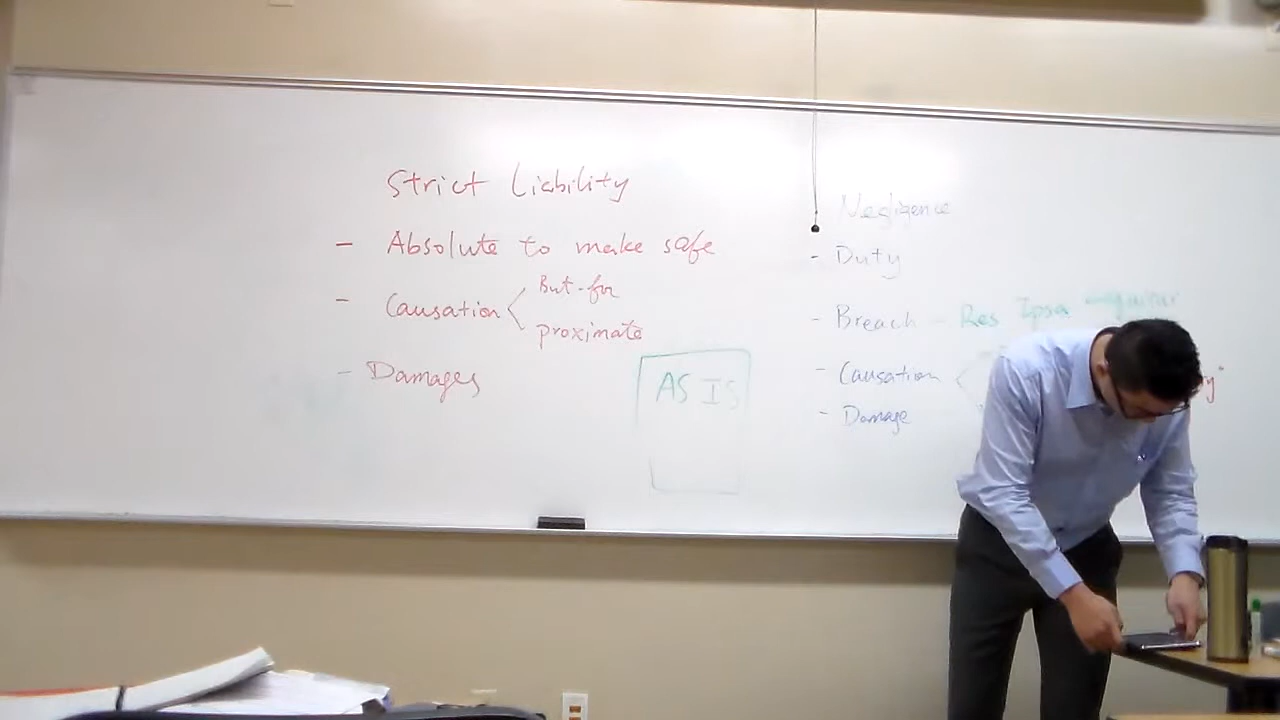 Strict Liability
- Absolute to make safe
- Causation < But-for
proximate
- Damages
AS IS
Negligence
- Duty
- Breach - Res Ipsa
- Causation <
- Damage